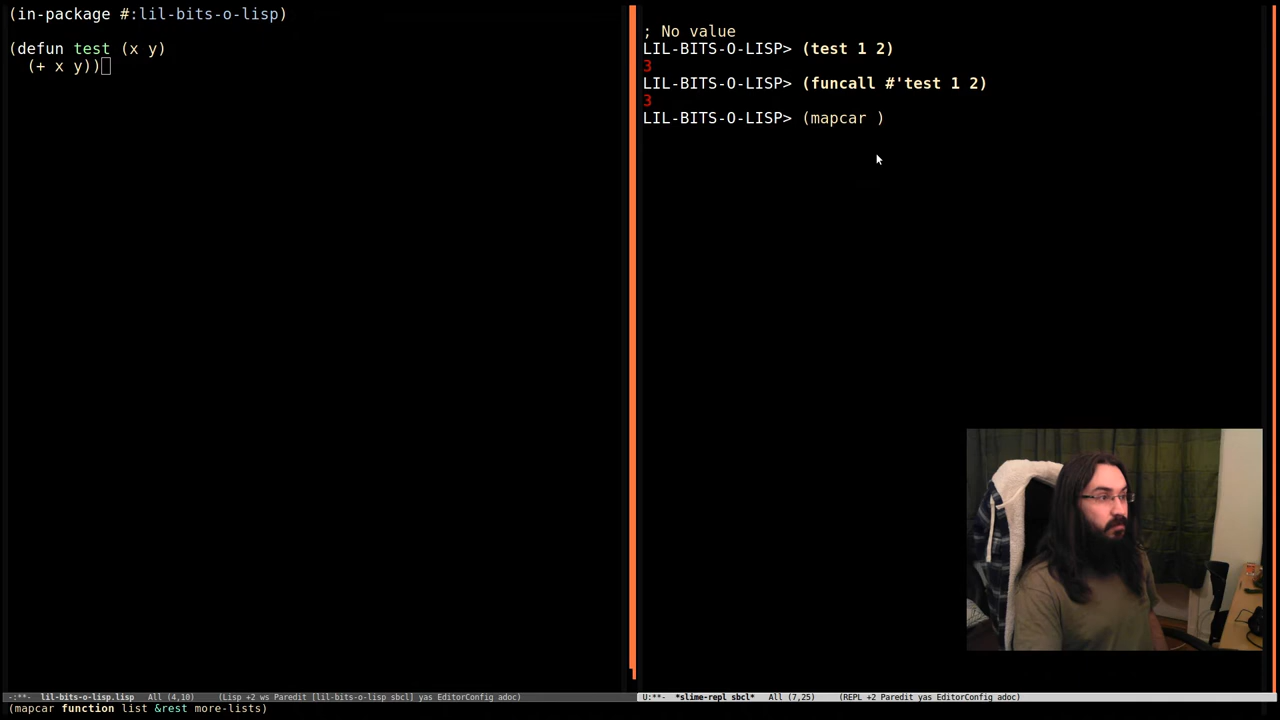 (in-package #:lil-bits-o-lisp)
(defun test (x y)
  (+ x y))
; No value
LIL-BITS-O-LISP> (test 1 2)
3
LIL-BITS-O-LISP> (funcall #'test 1 2)
3
LIL-BITS-O-LISP> (mapcar )
-:**-  lil-bits-o-lisp.lisp   All (4,10)     (Lisp +2 ws Paredit [lil-bits-o-lisp sbcl] yas EditorConfig adoc)
U:**-  *slime-repl sbcl*   All (7,25)     (REPL +2 Paredit yas EditorConfig adoc)
(mapcar function list &rest more-lists)